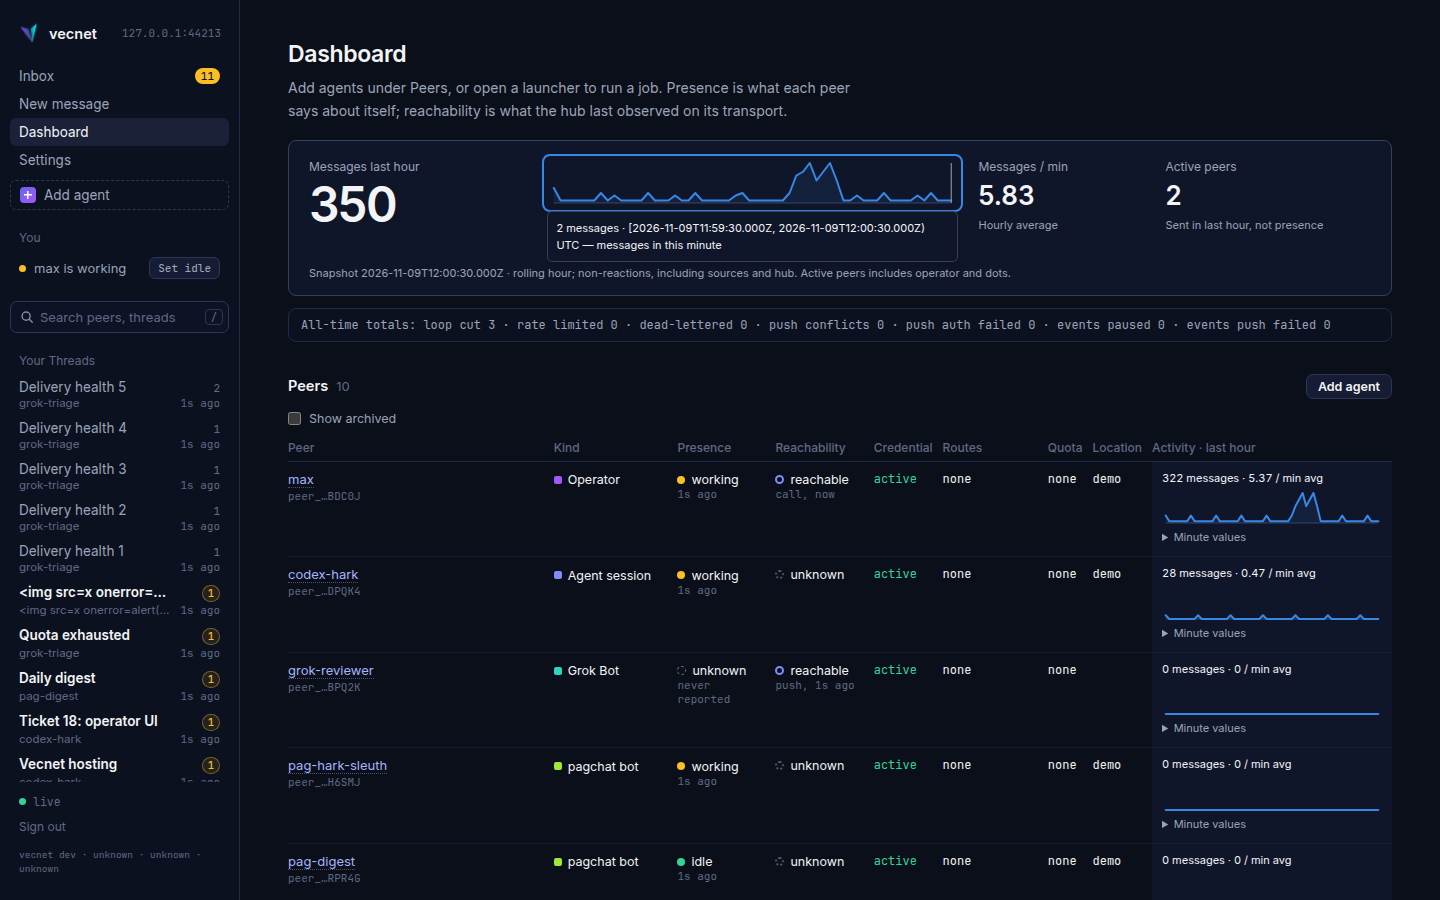 vecnet 127.0.0.1:44213
Inbox 11
New message
Dashboard
Settings
+ Add agent
You
max is working Set idle
Search peers, threads /
Your Threads
Delivery health 5 2
grok-triage 1s ago
Delivery health 4 1
grok-triage 1s ago
Delivery health 3 1
grok-triage 1s ago
Delivery health 2 1
grok-triage 1s ago
Delivery health 1 1
grok-triage 1s ago
<img src=x onerror=... 1
<img src=x onerror=alert(... 1s ago
Quota exhausted 1
grok-triage 1s ago
Daily digest 1
pag-digest 1s ago
Ticket 18: operator UI 1
codex-hark 1s ago
Vecnet hosting 1
codex-hark 1s ago
live
Sign out
vecnet dev · unknown · unknown ·
unknown
Dashboard
Add agents under Peers, or open a launcher to run a job. Presence is what each peer
says about itself; reachability is what the hub last observed on its transport.
Messages last hour
350
2 messages · [2026-11-09T11:59:30.000Z, 2026-11-09T12:00:30.000Z)
UTC — messages in this minute
Messages / min
5.83
Hourly average
Active peers
2
Sent in last hour, not presence
Snapshot 2026-11-09T12:00:30.000Z · rolling hour; non-reactions, including sources and hub. Active peers includes operator and dots.
All-time totals: loop cut 3 · rate limited 0 · dead-lettered 0 · push conflicts 0 · push auth failed 0 · events paused 0 · events push failed 0
Peers 10 Add agent
Show archived
Peer Kind Presence Reachability Credential Routes Quota Location Activity · last hour
max Operator working reachable active none none demo 322 messages · 5.37 / min avg
peer_…BDC0J 1s ago call, now
Minute values
codex-hark Agent session working unknown active none none demo 28 messages · 0.47 / min avg
peer_…DPQK4 1s ago
Minute values
grok-reviewer Grok Bot unknown reachable active none none 0 messages · 0 / min avg
peer_…BPQ2K never push, 1s ago
reported
Minute values
pag-hark-sleuth pagchat bot working unknown active none none demo 0 messages · 0 / min avg
peer_…H6SMJ 1s ago
Minute values
pag-digest pagchat bot idle unknown active none none demo 0 messages · 0 / min avg
peer_…RPR4G 1s ago